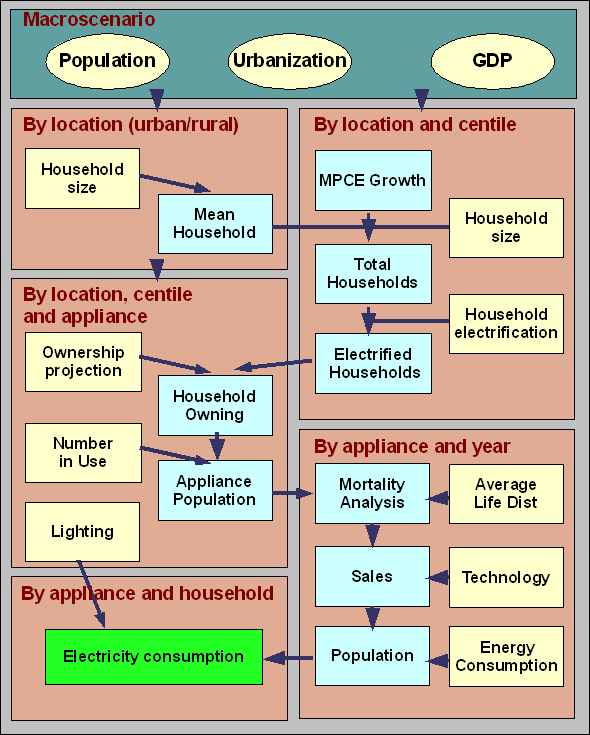 Macroscenario
Population
Urbanization
GDP
By location (urban/rural)
Household
size
Mean
Household
By location and centile
MPCE Growth
Household
size
Total
Households
Household
electrification
Electrified
Households
By location, centile
and appliance
Ownership
projection
Household
Owning
Number
in Use
Appliance
Population
Lighting
By appliance and year
Mortality
Analysis
Average
Life Dist
Sales
Technology
Population
Energy
Consumption
By appliance and household
Electricity consumption